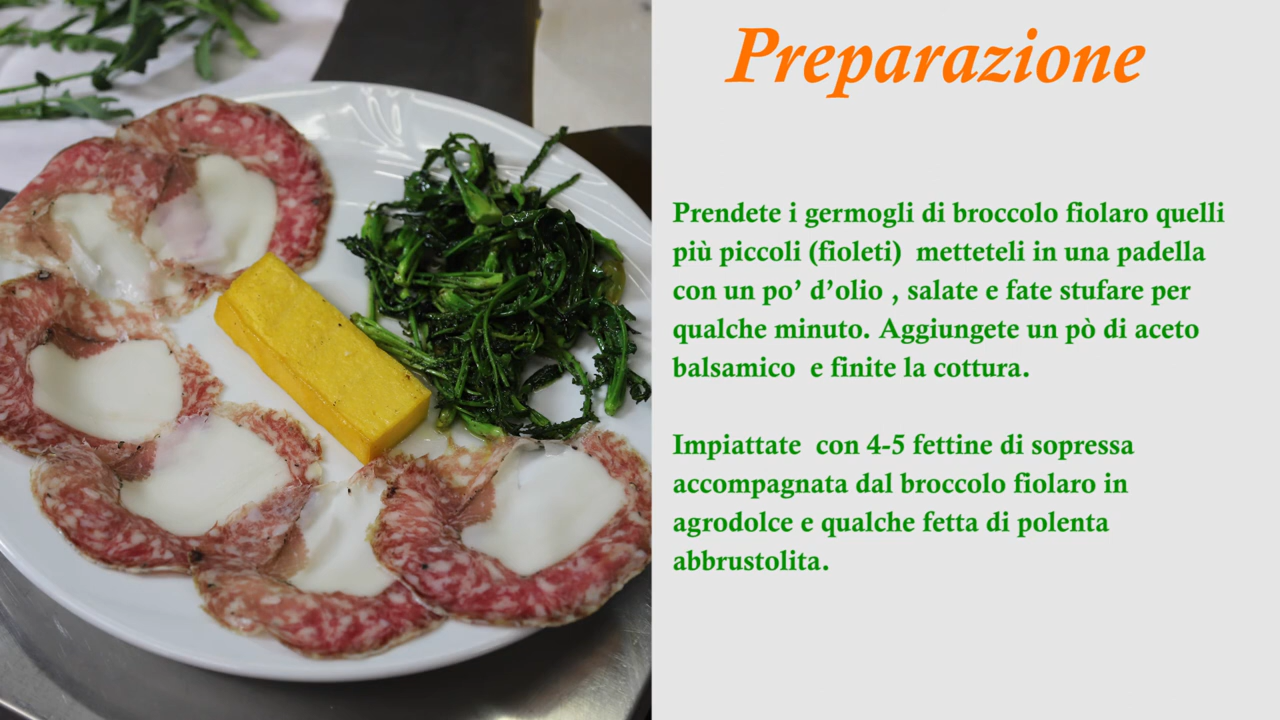 Preparazione
Prendete i germogli di broccolo fiolaro quelli
più piccoli (fioleti)  metteteli in una padella
con un po’ d’olio , salate e fate stufare per
qualche minuto. Aggiungete un pò di aceto
balsamico  e finite la cottura.
Impiattate  con 4-5 fettine di sopressa
accompagnata dal broccolo fiolaro in
agrodolce e qualche fetta di polenta
abbrustolita.